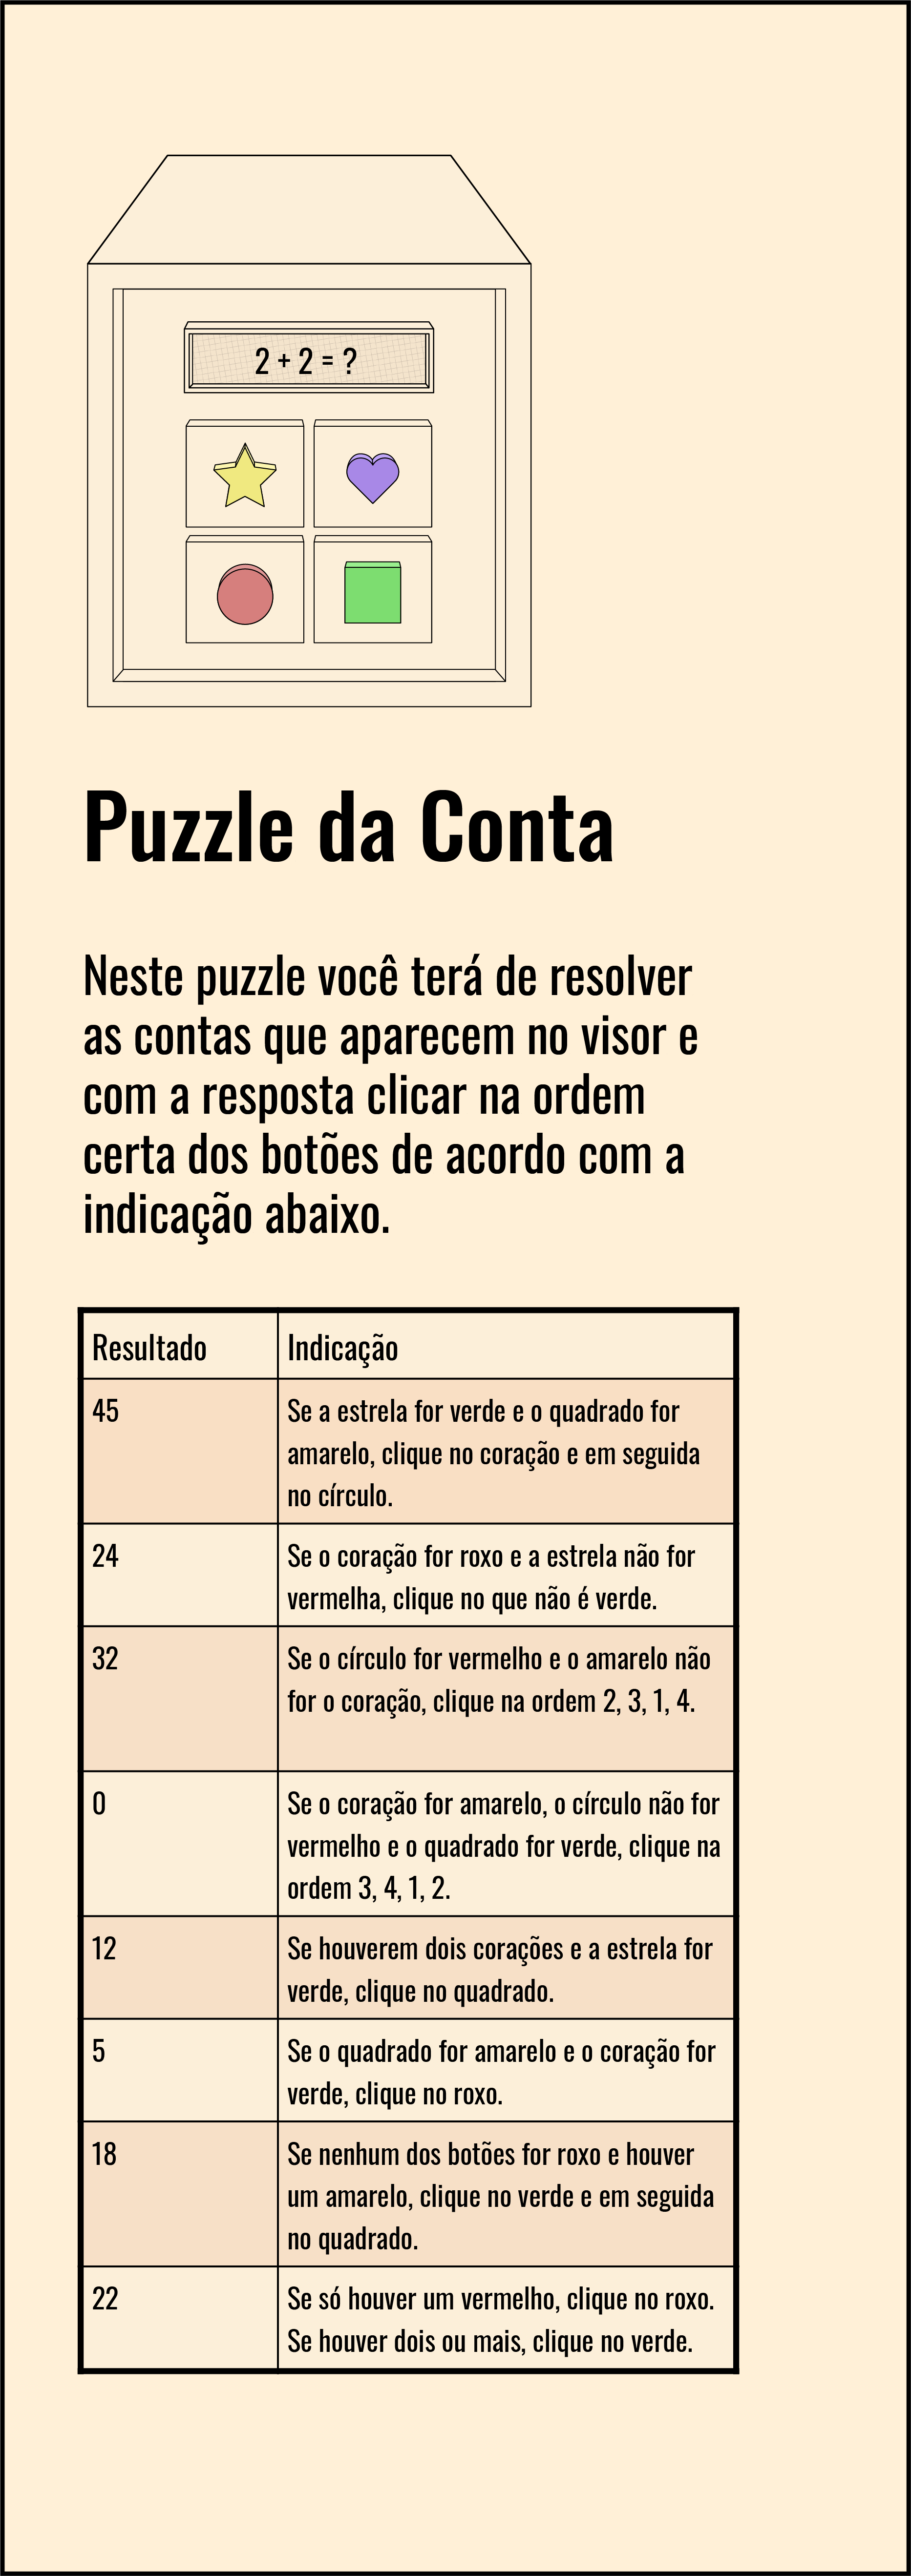 2 + 2 = ?
Puzzle da Conta
Neste puzzle você terá de resolver
as contas que aparecem no visor e
com a resposta clicar na ordem
certa dos botões de acordo com a
indicação abaixo.
Resultado Indicação
45 Se a estrela for verde e o quadrado for
amarelo, clique no coração e em seguida
no círculo.
24 Se o coração for roxo e a estrela não for
vermelha, clique no que não é verde.
32 Se o círculo for vermelho e o amarelo não
for o coração, clique na ordem 2, 3, 1, 4.
0 Se o coração for amarelo, o círculo não for
vermelho e o quadrado for verde, clique na
ordem 3, 4, 1, 2.
12 Se houverem dois corações e a estrela for
verde, clique no quadrado.
5 Se o quadrado for amarelo e o coração for
verde, clique no roxo.
18 Se nenhum dos botões for roxo e houver
um amarelo, clique no verde e em seguida
no quadrado.
22 Se só houver um vermelho, clique no roxo.
Se houver dois ou mais, clique no verde.